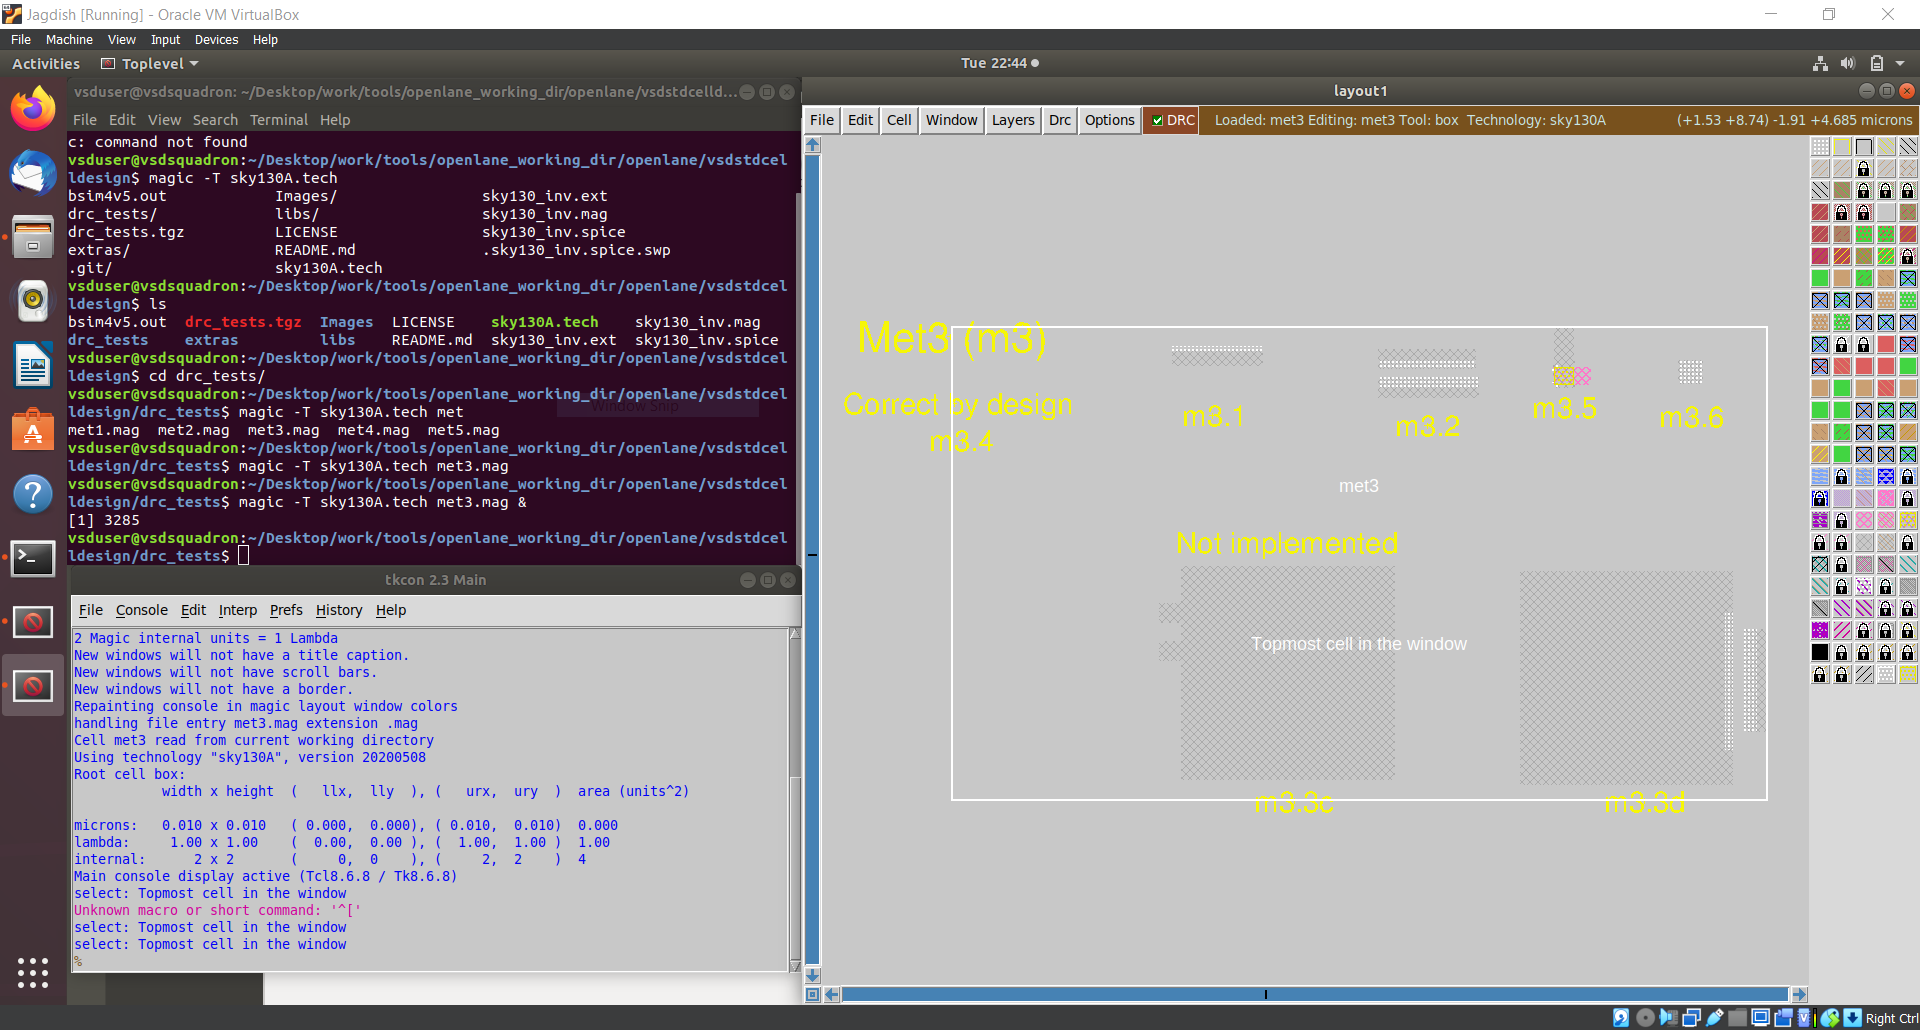 Jagdish [Running] - Oracle VM VirtualBox
File Machine View Input Devices Help
Activities Toplevel Tue 22:44
vsduser@vsdsquadron: ~/Desktop/work/tools/openlane_working_dir/openlane/vsdstdcelld...
File Edit View Search Terminal Help
c: command not found
vsduser@vsdsquadron:~/Desktop/work/tools/openlane_working_dir/openlane/vsdstdcel
ldesign$ magic -T sky130A.tech
bsim4v5.out Images/ sky130_inv.ext
drc_tests/ libs/ sky130_inv.mag
drc_tests.tgz LICENSE sky130_inv.spice
extras/ README.md .sky130_inv.spice.swp
.git/ sky130A.tech
vsduser@vsdsquadron:~/Desktop/work/tools/openlane_working_dir/openlane/vsdstdcel
ldesign$ ls
bsim4v5.out drc_tests.tgz Images LICENSE sky130A.tech sky130_inv.mag
drc_tests extras libs README.md sky130_inv.ext sky130_inv.spice
vsduser@vsdsquadron:~/Desktop/work/tools/openlane_working_dir/openlane/vsdstdcel
ldesign$ cd drc_tests/
vsduser@vsdsquadron:~/Desktop/work/tools/openlane_working_dir/openlane/vsdstdcel
ldesign/drc_tests$ magic -T sky130A.tech met
Window Snip
met1.mag met2.mag met3.mag met4.mag met5.mag
vsduser@vsdsquadron:~/Desktop/work/tools/openlane_working_dir/openlane/vsdstdcel
ldesign/drc_tests$ magic -T sky130A.tech met3.mag
vsduser@vsdsquadron:~/Desktop/work/tools/openlane_working_dir/openlane/vsdstdcel
ldesign/drc_tests$ magic -T sky130A.tech met3.mag &
[1] 3285
vsduser@vsdsquadron:~/Desktop/work/tools/openlane_working_dir/openlane/vsdstdcel
ldesign/drc_tests$
tkcon 2.3 Main
File Console Edit Interp Prefs History Help
2 Magic internal units = 1 Lambda
New windows will not have a title caption.
New windows will not have scroll bars.
New windows will not have a border.
Repainting console in magic layout window colors
handling file entry met3.mag extension .mag
Cell met3 read from current working directory
Using technology "sky130A", version 20200508
Root cell box:
width x height ( llx, lly ), ( urx, ury ) area (units^2)
microns: 0.010 x 0.010 ( 0.000, 0.000), ( 0.010, 0.010) 0.000
lambda: 1.00 x 1.00 ( 0.00, 0.00 ), ( 1.00, 1.00 ) 1.00
internal: 2 x 2 ( 0, 0 ), ( 2, 2 ) 4
Main console display active (Tcl8.6.8 / Tk8.6.8)
select: Topmost cell in the window
Unknown macro or short command: '^['
select: Topmost cell in the window
select: Topmost cell in the window
%
layout1
File Edit Cell Window Layers Drc Options DRC Loaded: met3 Editing: met3 Tool: box Technology: sky130A (+1.53 +8.74) -1.91 +4.685 microns
Met3 (m3)
Correct by design
m3.4
m3.1
m3.2
m3.5
m3.6
met3
Not implemented
Topmost cell in the window
m3.3c
m3.3d
Right Ctrl